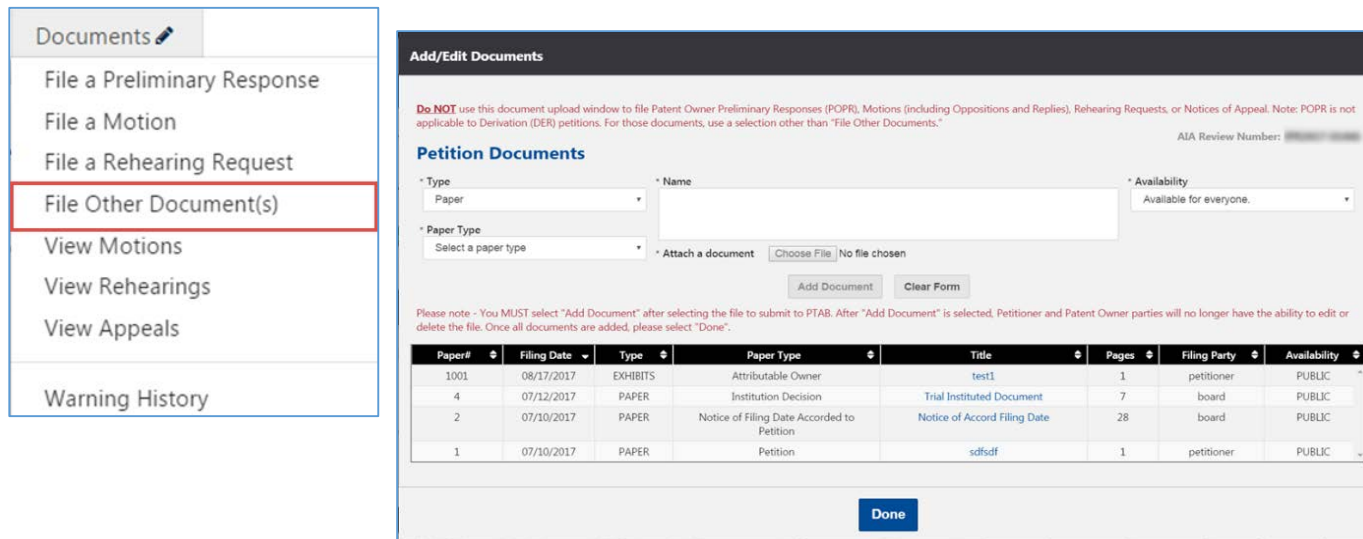 Documents
File a Preliminary Response
File a Motion
File a Rehearing Request
File Other Document(s)
View Motions
View Rehearings
View Appeals
Warning History
Add/Edit Documents
Do NOT use this document upload window to file Patent Owner Preliminary Responses (POPR), Motions (including Oppositions and Replies), Rehearing Requests, or Notices of Appeal. Note: POPR is not
applicable to Derivation (DER) petitions. For those documents, use a selection other than "File Other Documents."
AIA Review Number:
Petition Documents
* Type * Name * Availability
Paper Available for everyone.
* Paper Type
Select a paper type * Attach a document Choose File No file chosen
Add Document Clear Form
Please note - You MUST select "Add Document" after selecting the file to submit to PTAB. After "Add Document" is selected, Petitioner and Patent Owner parties will no longer have the ability to edit or
delete the file. Once all documents are added, please select "Done".
Paper# Filing Date Type Paper Type Title Pages Filing Party Availability
1001 08/17/2017 EXHIBITS Attributable Owner test1 1 petitioner PUBLIC
4 07/12/2017 PAPER Institution Decision Trial Instituted Document 7 board PUBLIC
2 07/10/2017 PAPER Notice of Filing Date Accorded to Notice of Accord Filing Date 28 board PUBLIC
Petition
1 07/10/2017 PAPER Petition sdfsdf 1 petitioner PUBLIC
Done